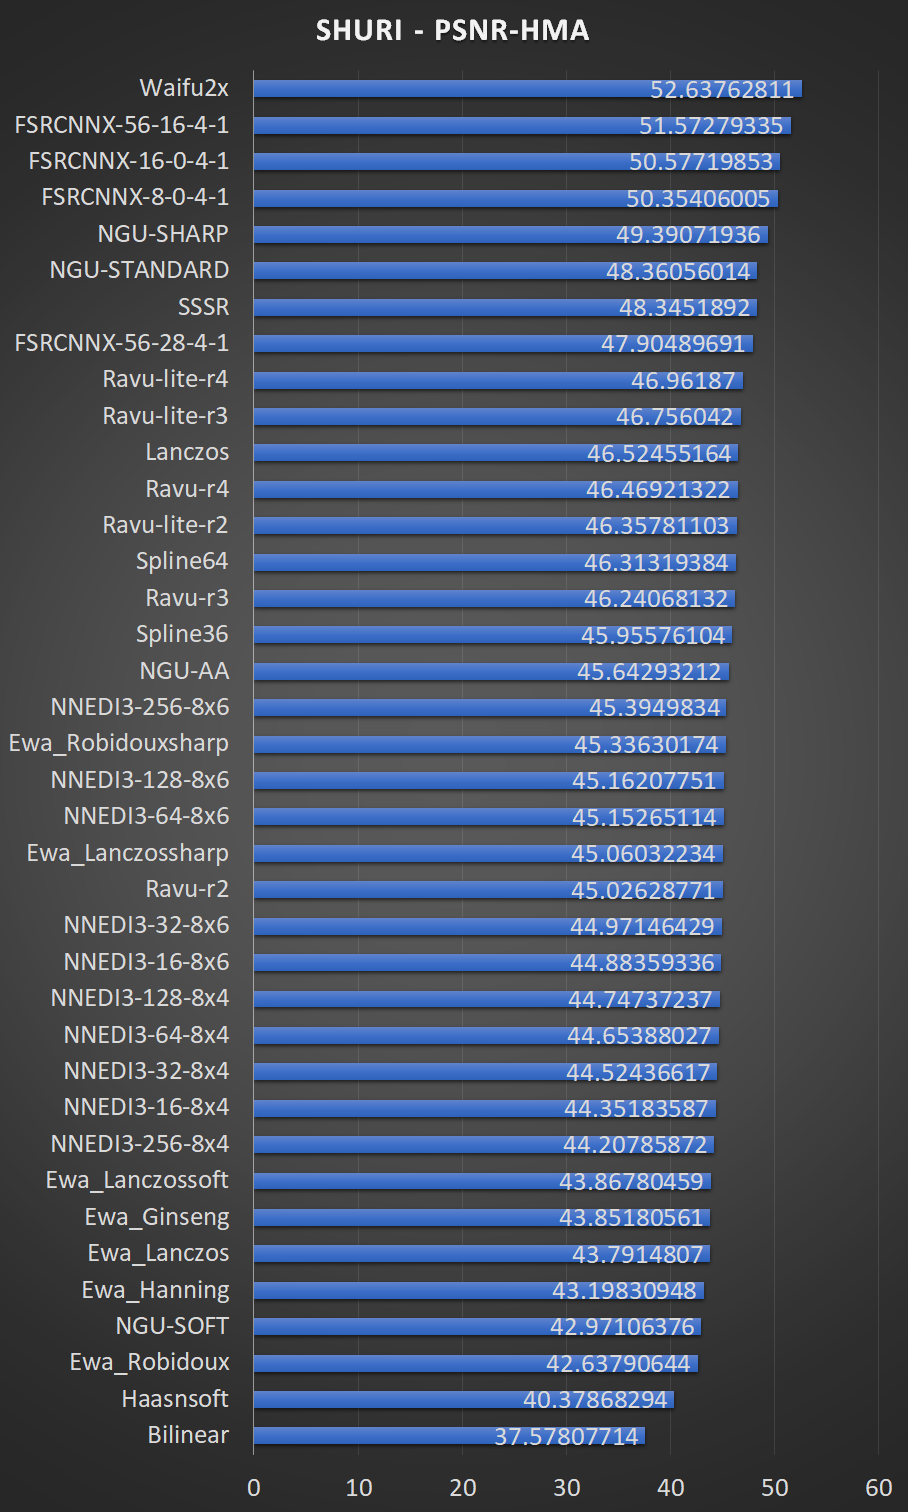 SHURI - PSNR-HMA
Waifu2x 52.63762811
FSRCNNX-56-16-4-1 51.57279335
FSRCNNX-16-0-4-1 50.57719853
FSRCNNX-8-0-4-1 50.35406005
NGU-SHARP 49.39071936
NGU-STANDARD 48.36056014
SSSR 48.3451892
FSRCNNX-56-28-4-1 47.90489691
Ravu-lite-r4 46.96187
Ravu-lite-r3 46.756042
Lanczos 46.52455164
Ravu-r4 46.46921322
Ravu-lite-r2 46.35781103
Spline64 46.31319384
Ravu-r3 46.24068132
Spline36 45.95576104
NGU-AA 45.64293212
NNEDI3-256-8x6 45.3949834
Ewa_Robidouxsharp 45.33630174
NNEDI3-128-8x6 45.16207751
NNEDI3-64-8x6 45.15265114
Ewa_Lanczossharp 45.06032234
Ravu-r2 45.02628771
NNEDI3-32-8x6 44.97146429
NNEDI3-16-8x6 44.88359336
NNEDI3-128-8x4 44.74737237
NNEDI3-64-8x4 44.65388027
NNEDI3-32-8x4 44.52436617
NNEDI3-16-8x4 44.35183587
NNEDI3-256-8x4 44.20785872
Ewa_Lanczossoft 43.86780459
Ewa_Ginseng 43.85180561
Ewa_Lanczos 43.7914807
Ewa_Hanning 43.19830948
NGU-SOFT 42.97106376
Ewa_Robidoux 42.63790644
Haasnsoft 40.37868294
Bilinear 37.57807714
0 10 20 30 40 50 60